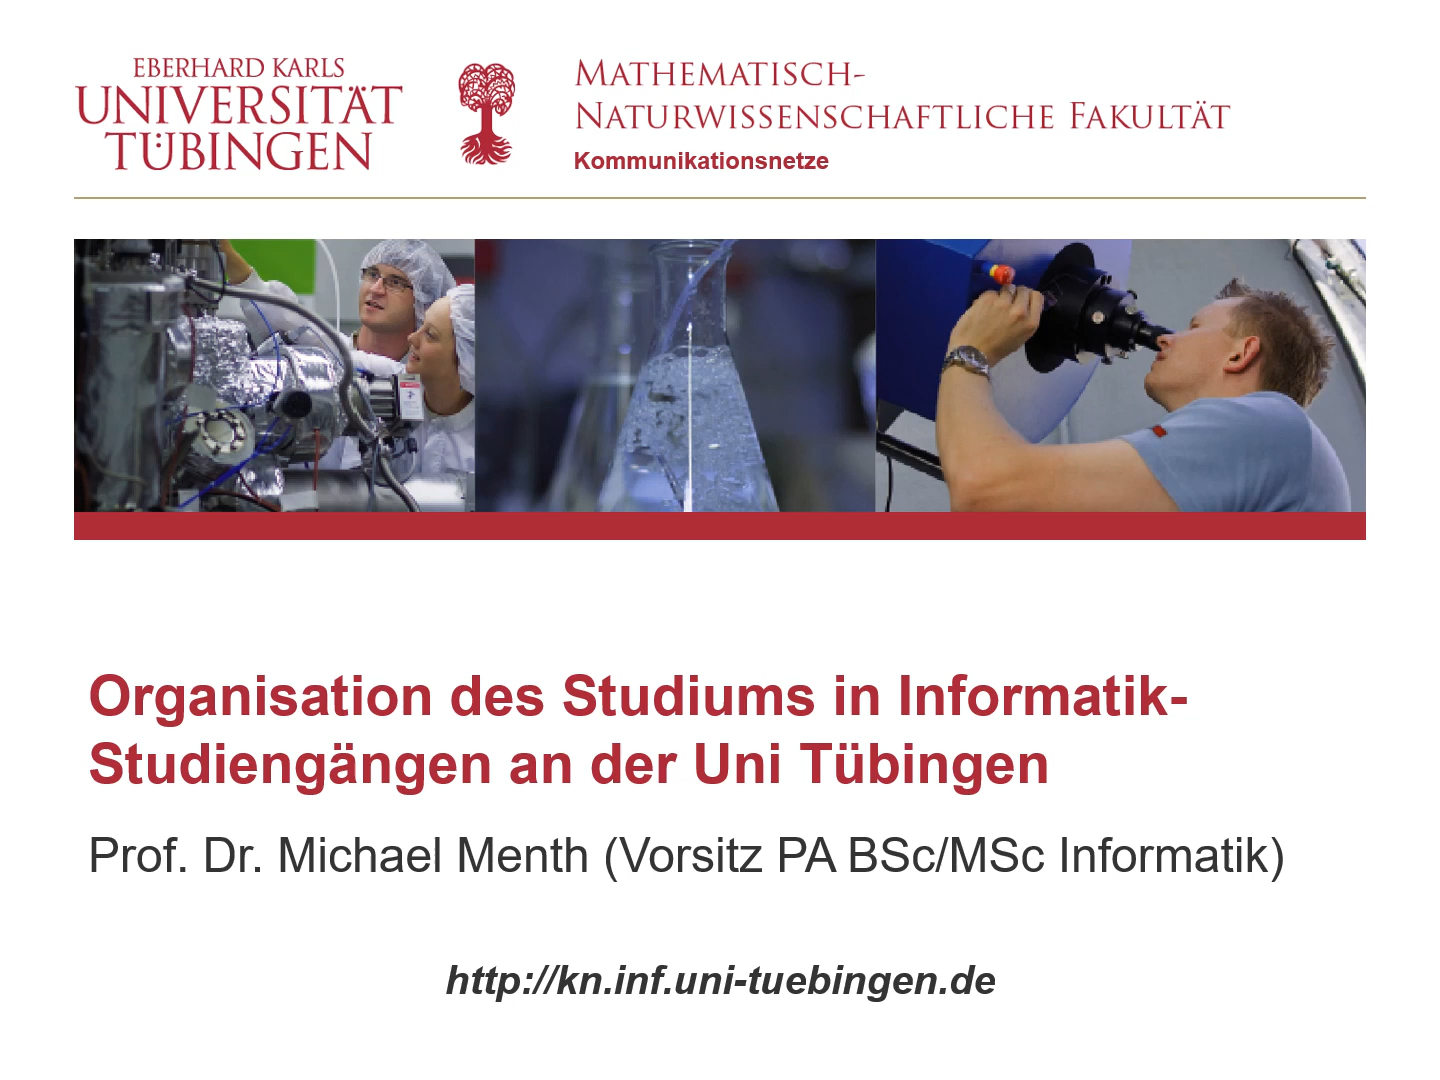 EBERHARD KARLS
UNIVERSITÄT
TÜBINGEN
MATHEMATISCH-
NATURWISSENSCHAFTLICHE FAKULTÄT
Kommunikationsnetze
Organisation des Studiums in Informatik-
Studiengängen an der Uni Tübingen
Prof. Dr. Michael Menth (Vorsitz PA BSc/MSc Informatik)
http://kn.inf.uni-tuebingen.de